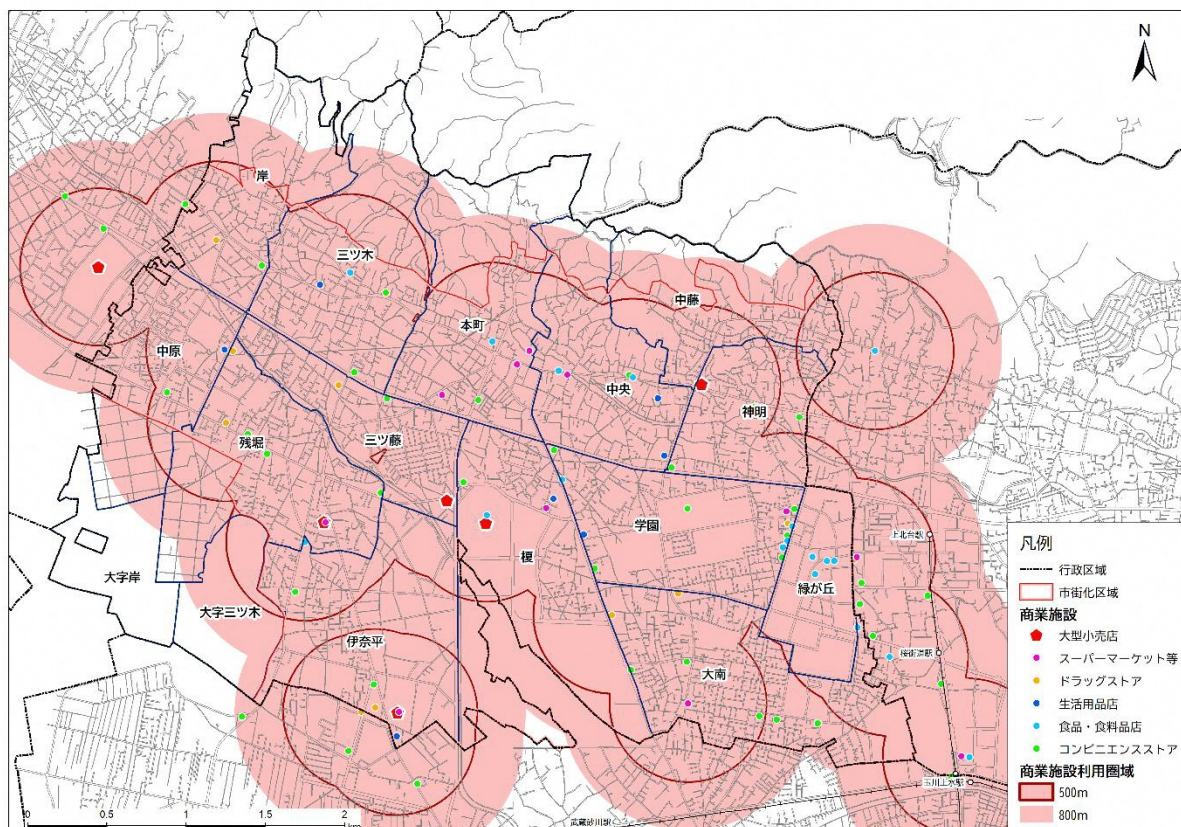 N
岸
三ツ木
中藤
本町
中原
中央
神明
残堀
三ツ藤
学園
榎
上北台駅
大字岸
緑が丘
大字三ツ木
伊奈平
大南
桜街道駅
玉川上水駅
武蔵砂川駅
0 0.5 1 1.5 2
km
凡例
行政区域
市街化区域
商業施設
大型小売店
スーパーマーケット等
ドラッグストア
生活用品店
食品・食料品店
コンビニエンスストア
商業施設利用圏域
500m
800m